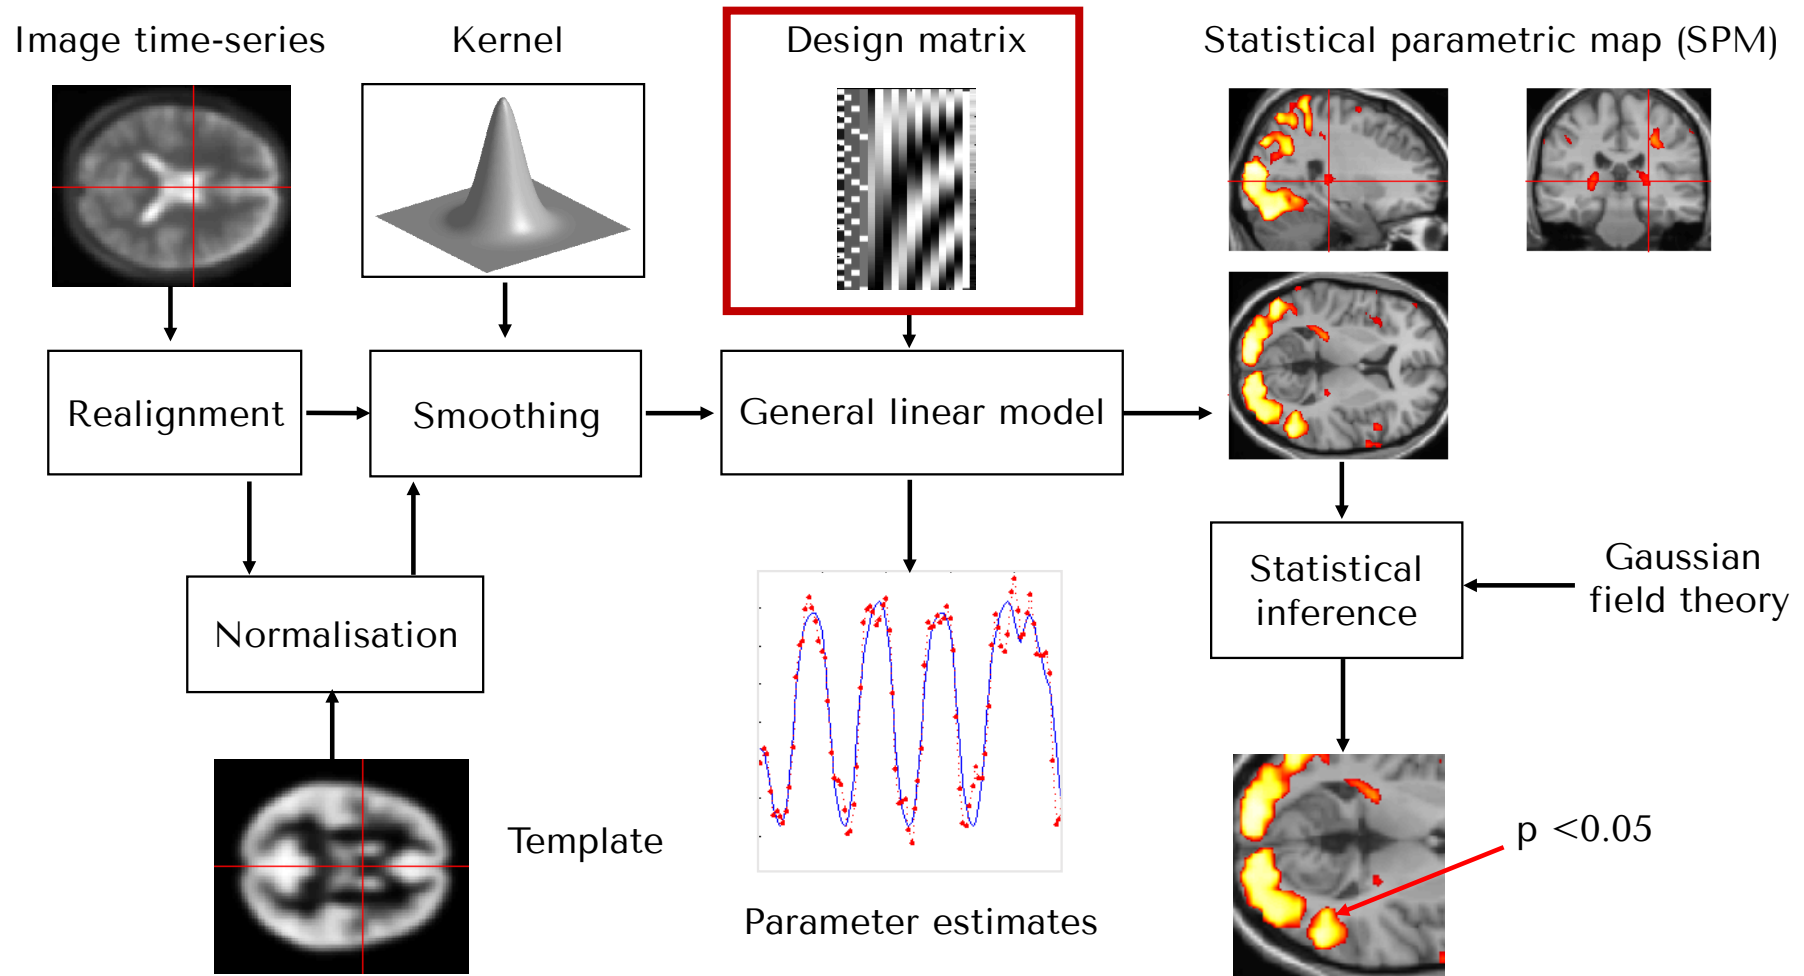 Image time-series
Kernel
Design matrix
Statistical parametric map (SPM)
Realignment
Smoothing
General linear model
Normalisation
Statistical
inference
Gaussian
field theory
Template
Parameter estimates
p <0.05